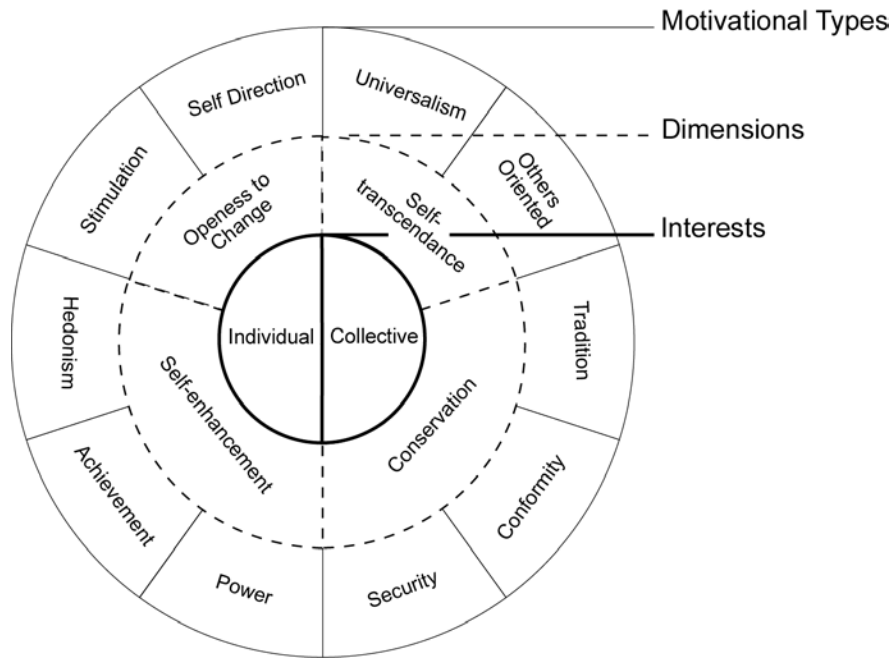 Motivational Types
Dimensions
Interests
Self Direction
Universalism
Others
Oriented
Tradition
Conformity
Security
Power
Achievement
Hedonism
Stimulation
Openess to
Change
Self-
transcendance
Conservation
Self-enhancement
Individual
Collective